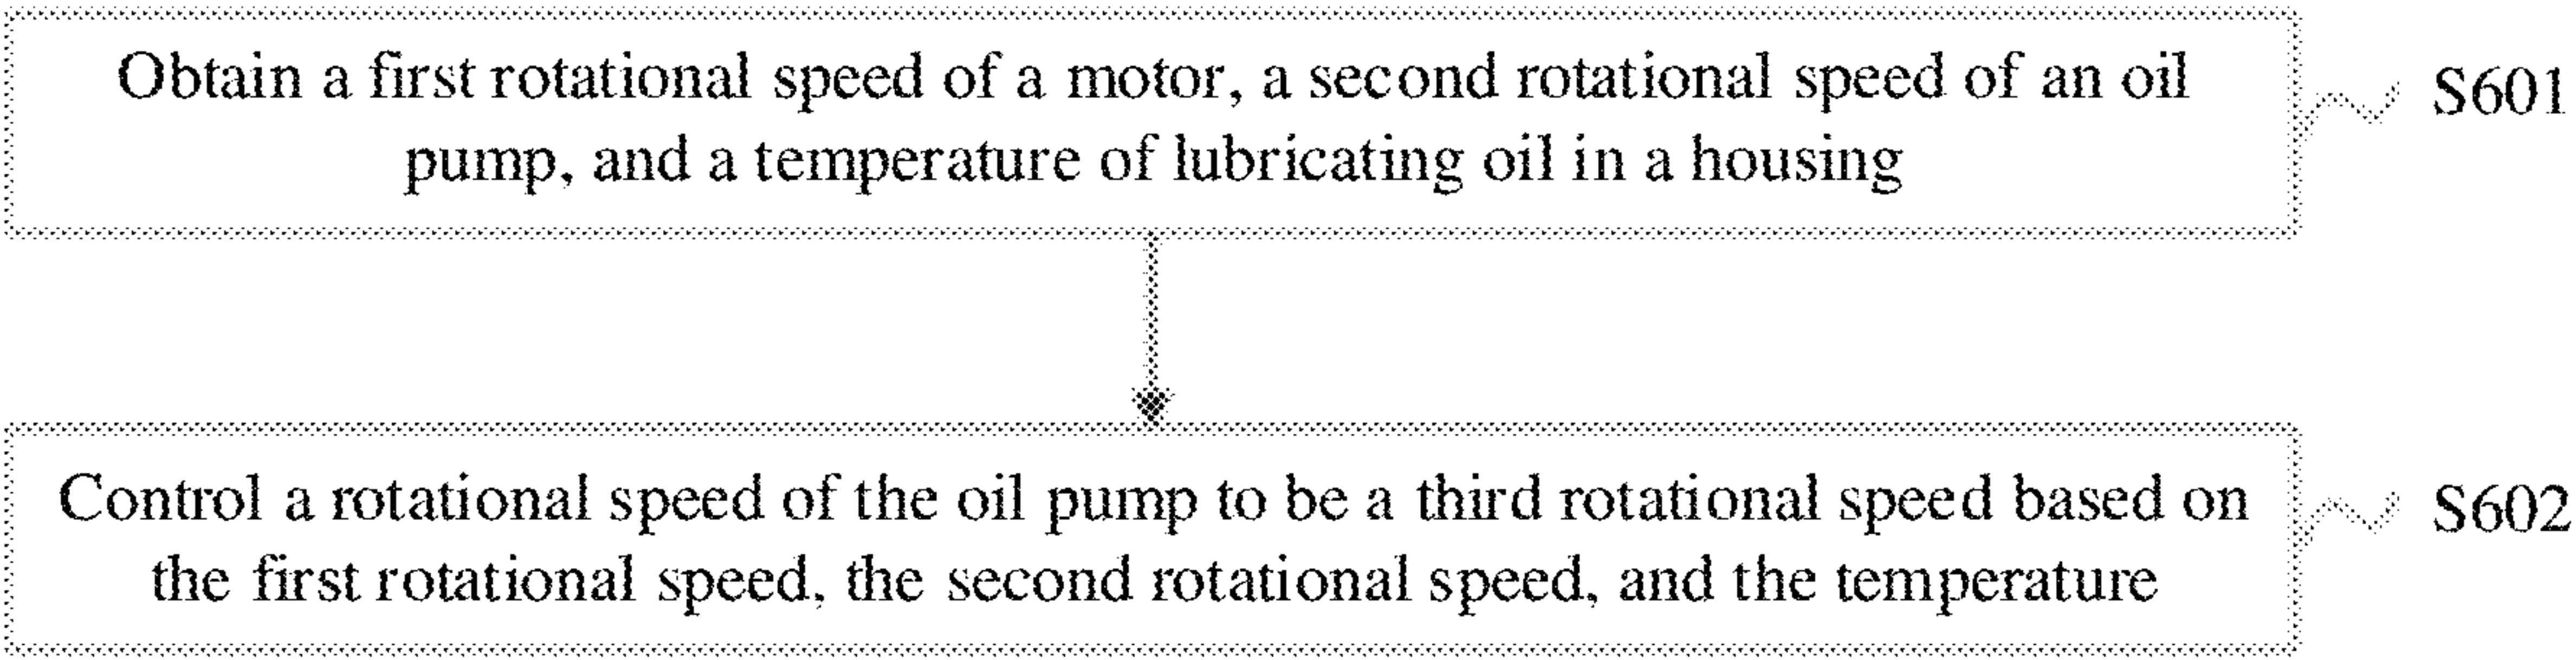 Obtain a first rotational speed of a motor, a second rotational speed of an oil
pump, and a temperature of lubricating oil in a housing
S601
Control a rotational speed of the oil pump to be a third rotational speed based on
the first rotational speed, the second rotational speed, and the temperature
S602